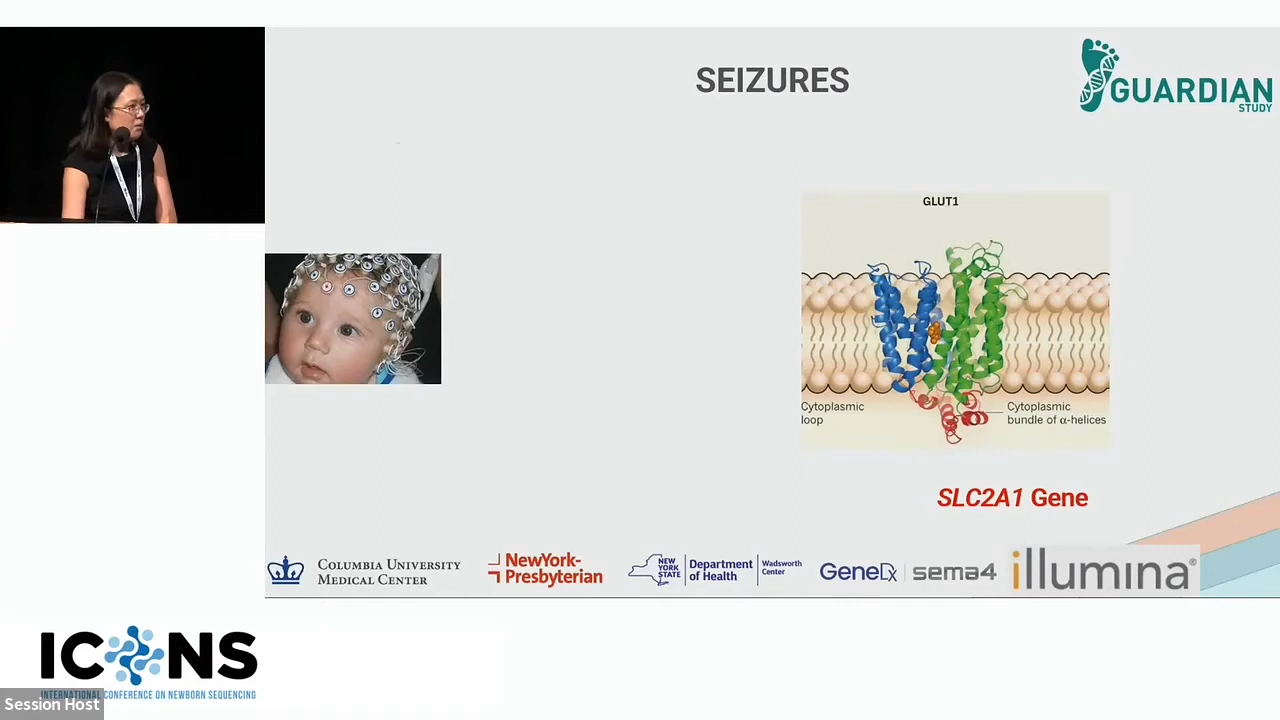 SEIZURES
GUARDIAN
STUDY
GLUT1
Cytoplasmic
loop
Cytoplasmic
bundle of α-helices
SLC2A1 Gene
COLUMBIA UNIVERSITY
MEDICAL CENTER
NewYork-
Presbyterian
NEW
YORK
STATE
Department
of Health
Wadsworth
Center
GeneDx
sema4
illumina®
ICONS
INTERNATIONAL CONFERENCE ON NEWBORN SEQUENCING
Session Host